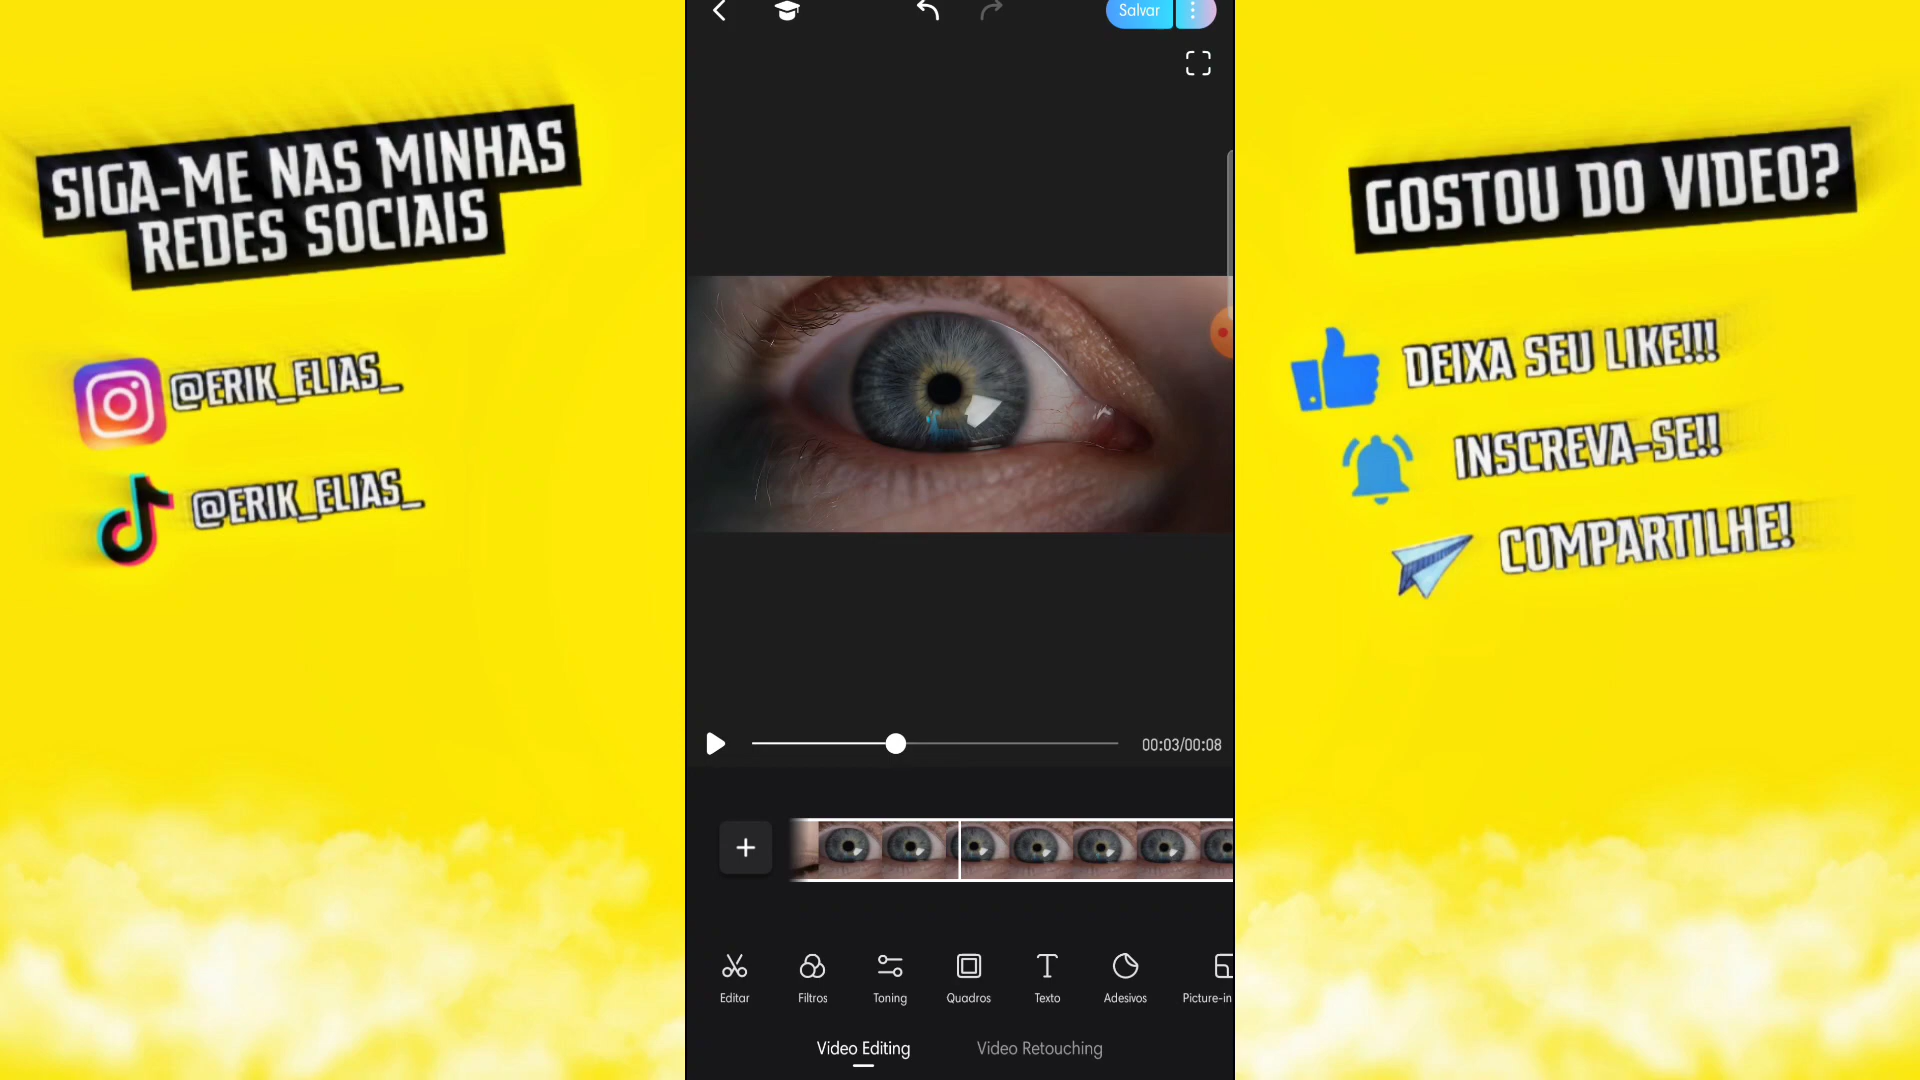 SIGA-ME NAS MINHAS
REDES SOCIAIS
@ERIK_ELIAS_
@ERIK_ELIAS_
Salvar
00:03/00:08
Editar
Filtros
Toning
Quadros
Texto
Adesivos
Picture-in
Video Editing
Video Retouching
GOSTOU DO VIDEO?
DEIXA SEU LIKE!!!
INSCREVA-SE!!
COMPARTILHE!